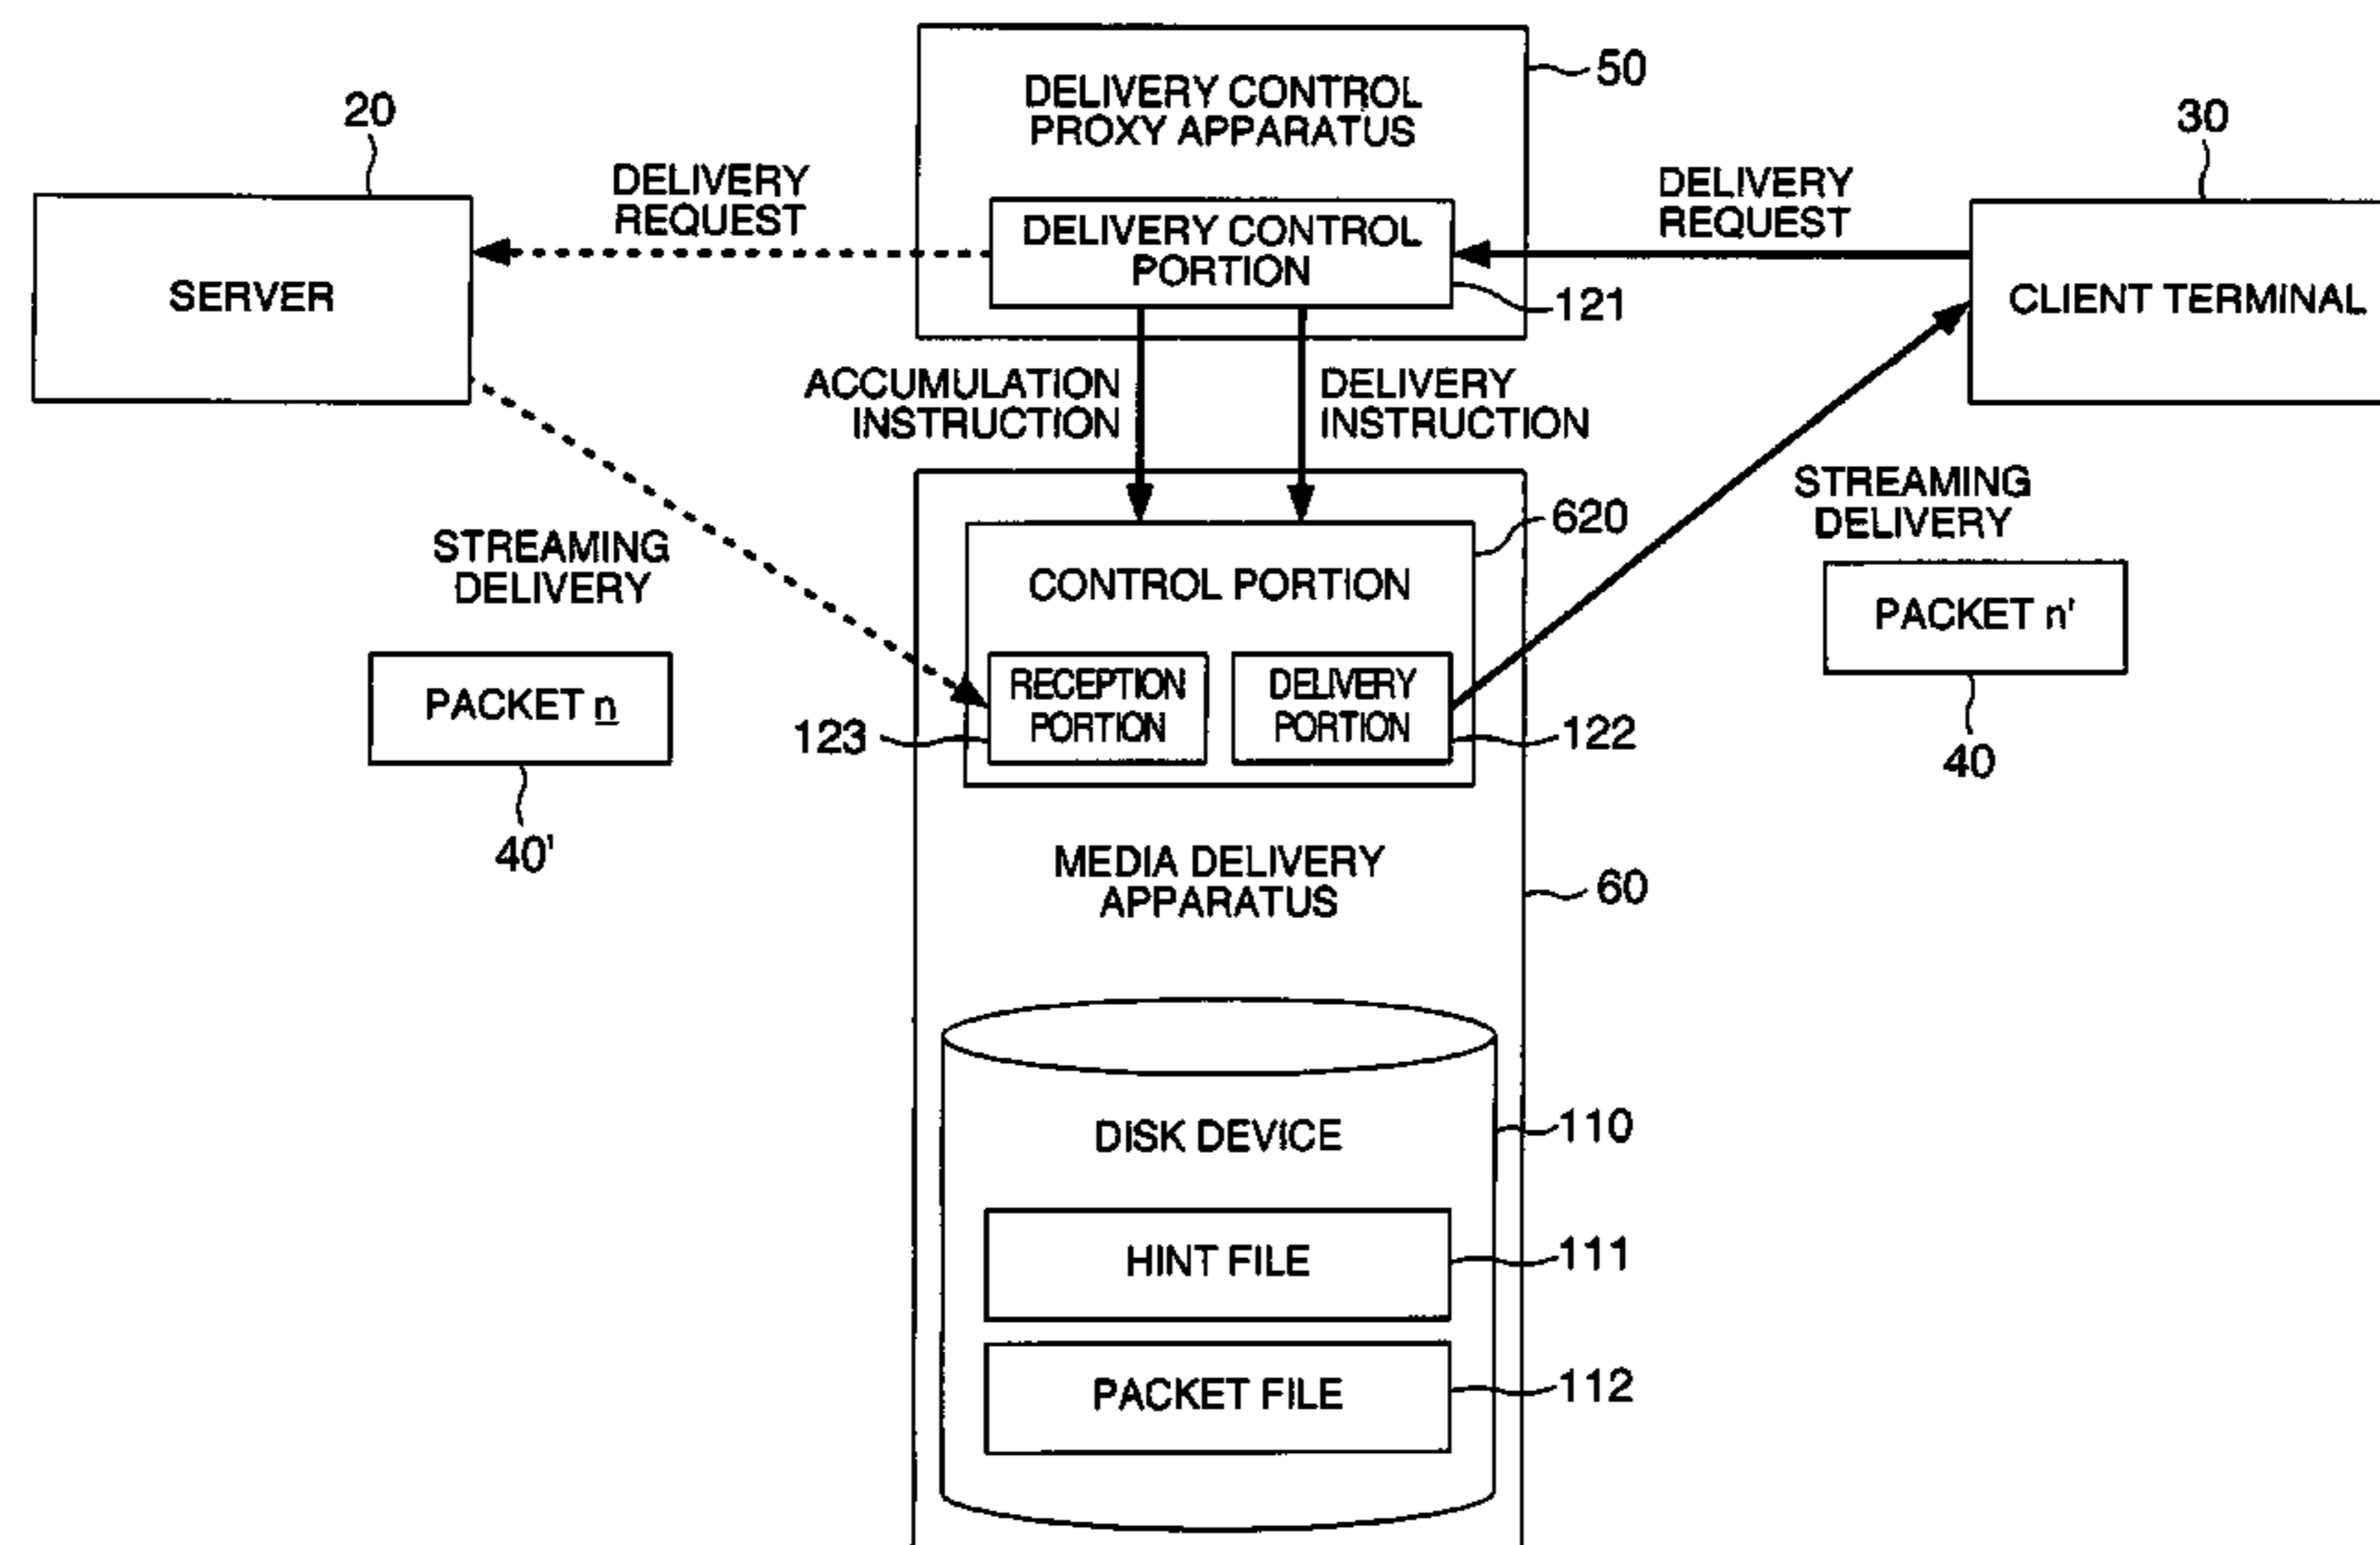 50
DELIVERY CONTROL
PROXY APPARATUS
20
30
DELIVERY
REQUEST
DELIVERY
REQUEST
DELIVERY CONTROL
PORTION
121
SERVER
CLIENT TERMINAL
ACCUMULATION
INSTRUCTION
DELIVERY
INSTRUCTION
STREAMING
DELIVERY
620
STREAMING
DELIVERY
CONTROL PORTION
PACKET n'
40
PACKET n
40'
RECEPTION
PORTION
123
DELIVERY
PORTION
122
MEDIA DELIVERY
APPARATUS
60
DISK DEVICE
110
HINT FILE
111
PACKET FILE
112